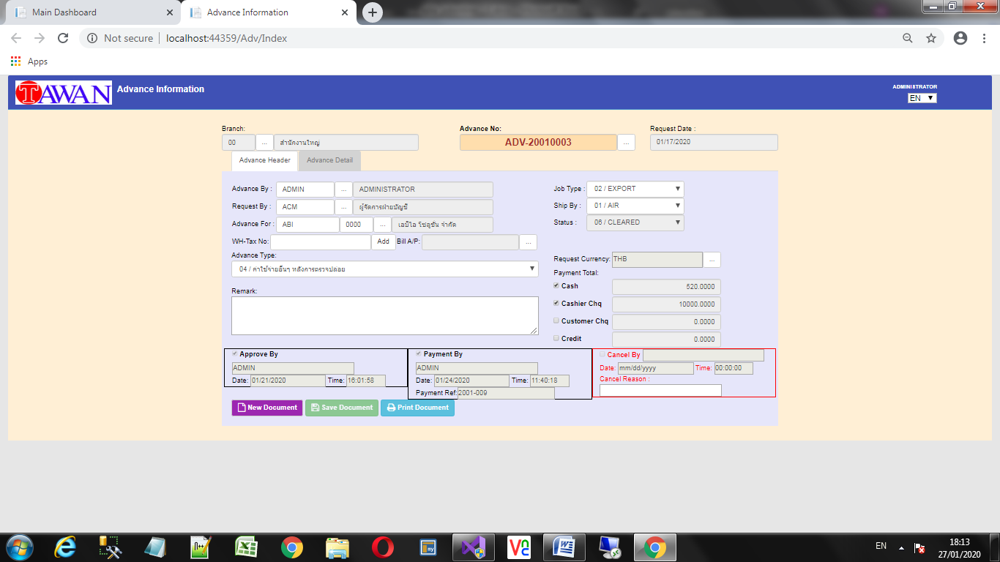 Main Dashboard
Advance Information
Not secure | localhost:44359/Adv/Index
Apps
TAWAN Advance Information
ADMINISTRATOR
EN
Branch: Advance No: Request Date :
00 ... สำนักงานใหญ่ ADV-20010003 ... 01/17/2020
Advance Header Advance Detail
Advance By : ADMIN ... ADMINISTRATOR Job Type : 02 / EXPORT
Request By : ACM ... ผู้จัดการฝ่ายบัญชี Ship By : 01 / AIR
Advance For : ABI 0000 ... เอบีไอ โซลูชั่น จำกัด Status : 06 / CLEARED
WH-Tax No: Add Bill A/P: ...
Advance Type: Request Currency: THB ...
04 / ค่าใช้จ่ายอื่นๆ หลังการตรวจปล่อย Payment Total:
Remark: Cash 520.0000
Cashier Chq 10000.0000
Customer Chq 0.0000
Credit 0.0000
Approve By Payment By Cancel By
ADMIN ADMIN Date: mm/dd/yyyy Time: 00:00:00
Date: 01/21/2020 Time: 16:01:58 Date: 01/24/2020 Time: 11:40:18 Cancel Reason :
Payment Ref: 2001-009
New Document Save Document Print Document
EN 18:13
27/01/2020